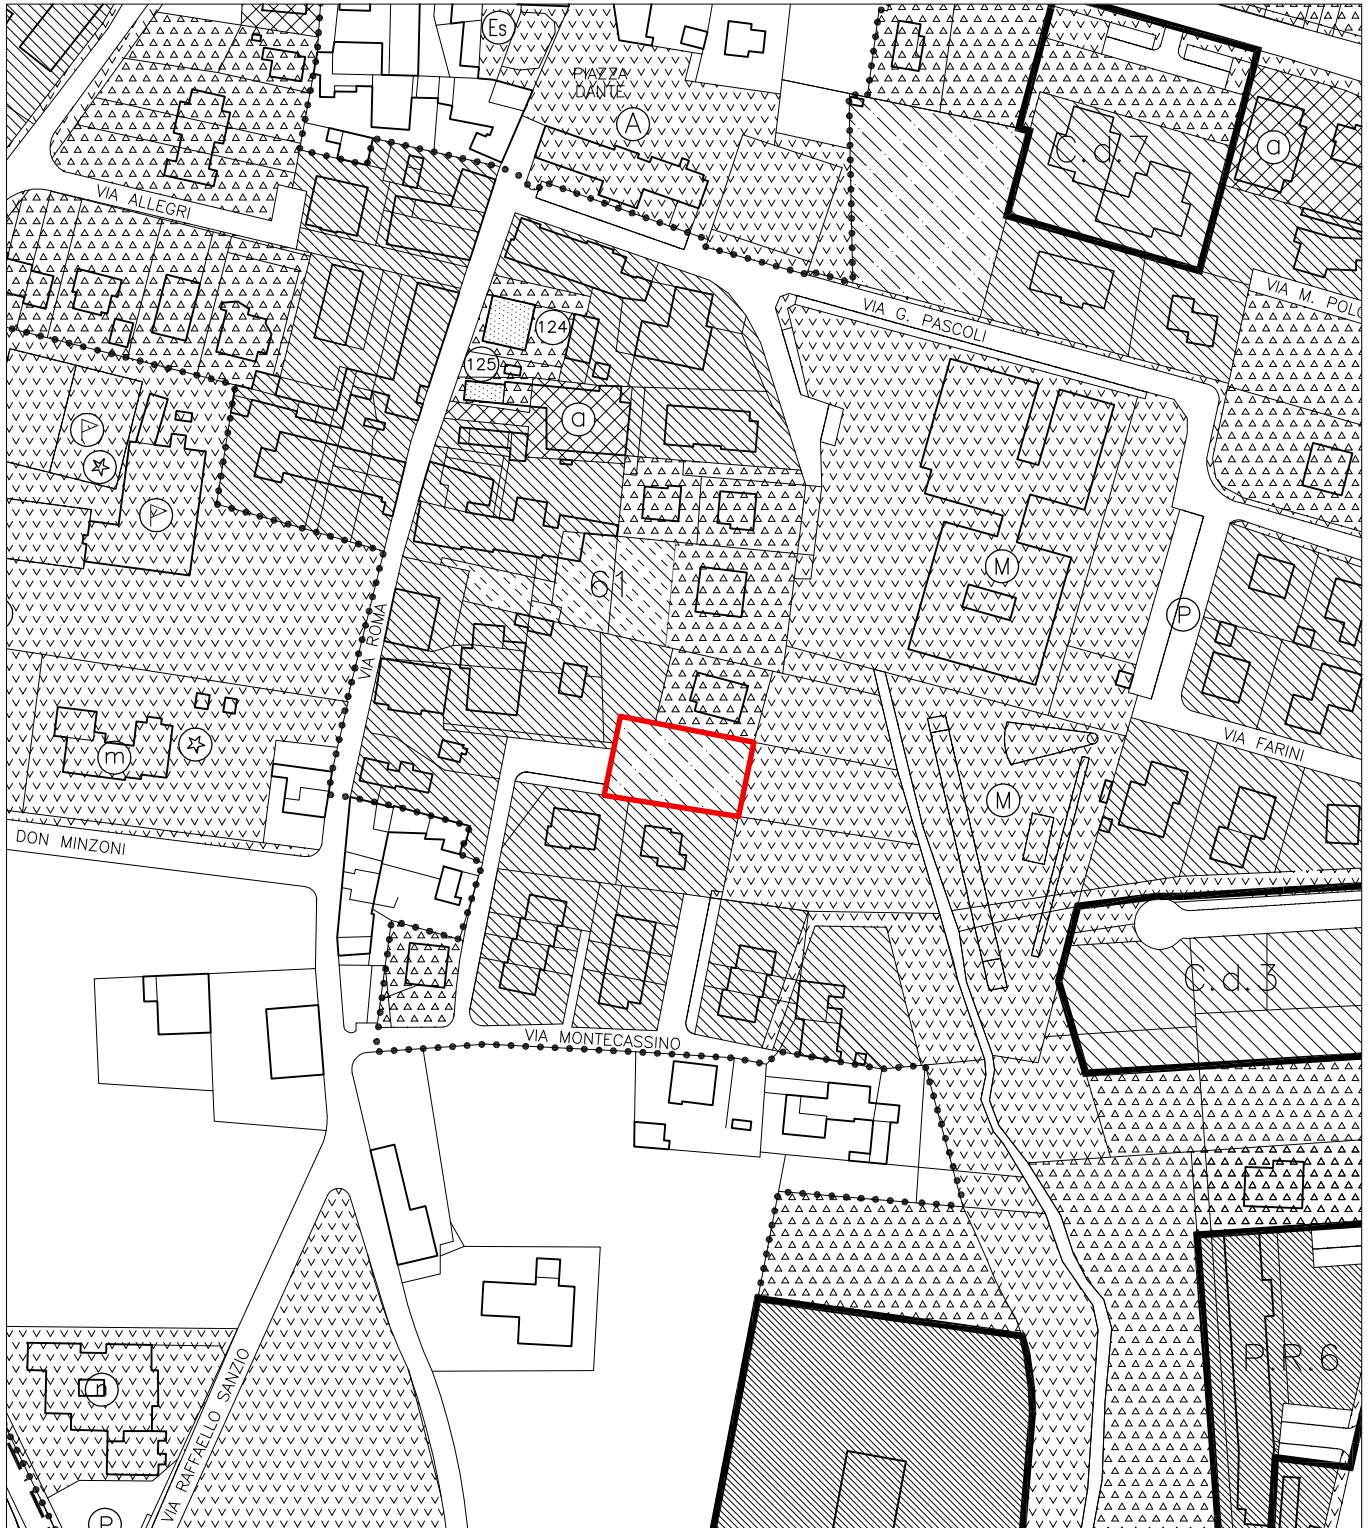 Es
PIAZZA
DANTE
A
C.d.
a
VIA ALLEGRI
VIA M. POLO
VIA G. PASCOLI
124
125
a
61
M
P
VIA ROMA
VIA FARINI
m
M
DON MINZONI
C.d.3
VIA MONTECASSINO
P.R.6
n
VIA RAFFAELLO SANZIO
P